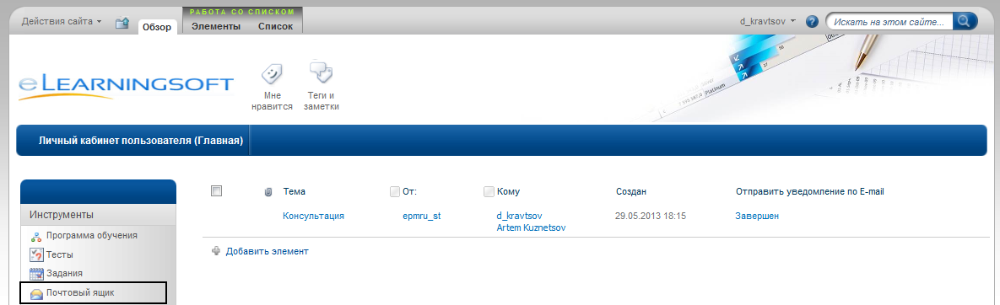 РАБОТА СО СПИСКОМ
Действия сайта Обзор Элементы Список d_kravtsov Искать на этом сайте...
eLEARNINGSOFT
Мне нравится
Теги и заметки
Platinum
Личный кабинет пользователя (Главная)
Тема От: Кому Создан Отправить уведомление по E-mail
Консультация epmru_st d_kravtsov 29.05.2013 18:15 Завершен
Artem Kuznetsov
Добавить элемент
Инструменты
Программа обучения
Тесты
Задания
Почтовый ящик